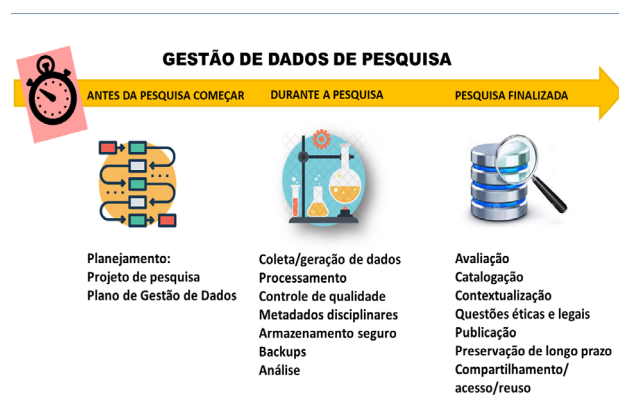 GESTÃO DE DADOS DE PESQUISA
ANTES DA PESQUISA COMEÇAR
DURANTE A PESQUISA
PESQUISA FINALIZADA
Planejamento:
Projeto de pesquisa
Plano de Gestão de Dados
Coleta/geração de dados
Processamento
Controle de qualidade
Metadados disciplinares
Armazenamento seguro
Backups
Análise
Avaliação
Catalogação
Contextualização
Questões éticas e legais
Publicação
Preservação de longo prazo
Compartilhamento/
acesso/reuso